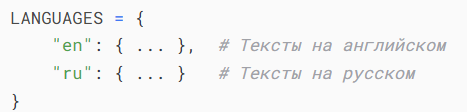 LANGUAGES = {
    "en": { ... },  # Тексты на английском
    "ru": { ... }   # Тексты на русском
}